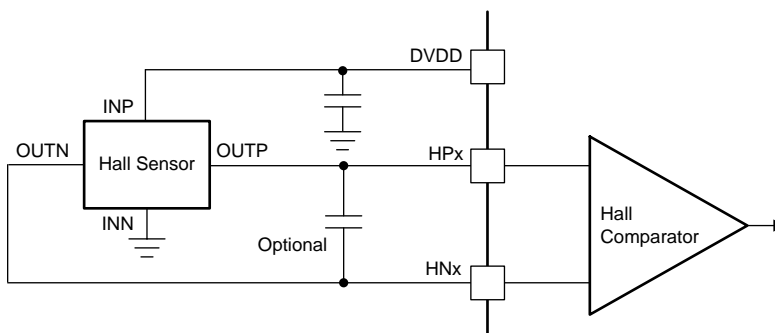 DVDD
INP
OUTN
Hall Sensor
OUTP
HPx
INN
Optional
Hall
Comparator
HNx